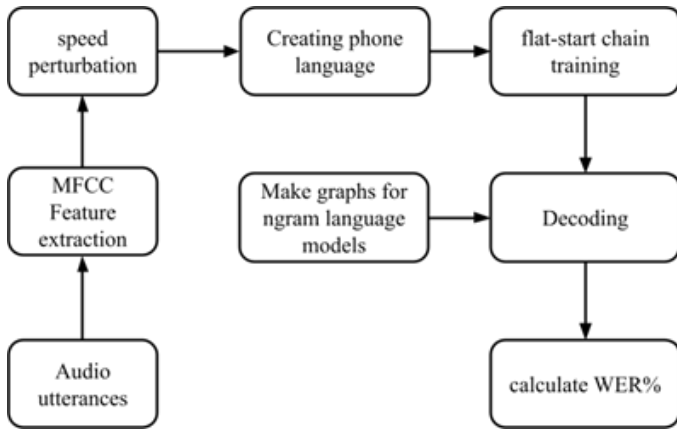 speed
perturbation
Creating phone
language
flat-start chain
training
MFCC
Feature
extraction
Make graphs for
ngram language
models
Decoding
Audio
utterances
calculate WER%